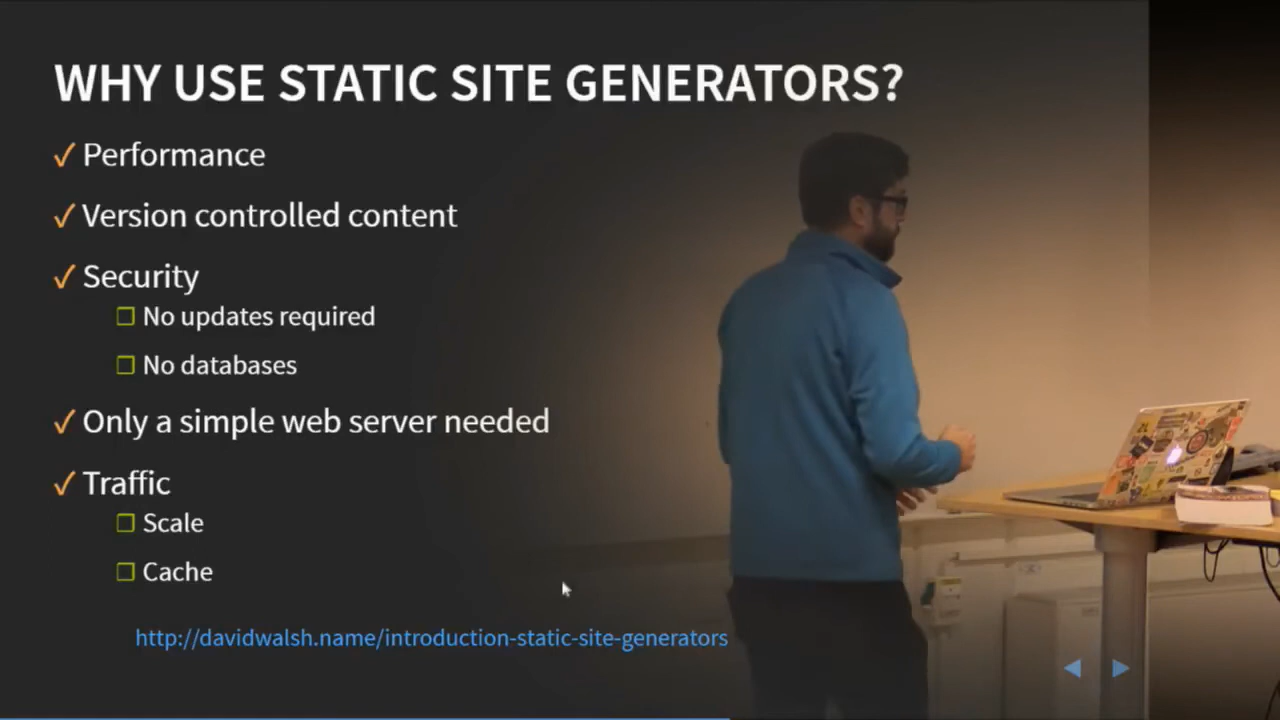 WHY USE STATIC SITE GENERATORS?
✓ Performance
✓ Version controlled content
✓ Security
❒ No updates required
❒ No databases
✓ Only a simple web server needed
✓ Traffic
❒ Scale
❒ Cache
http://davidwalsh.name/introduction-static-site-generators